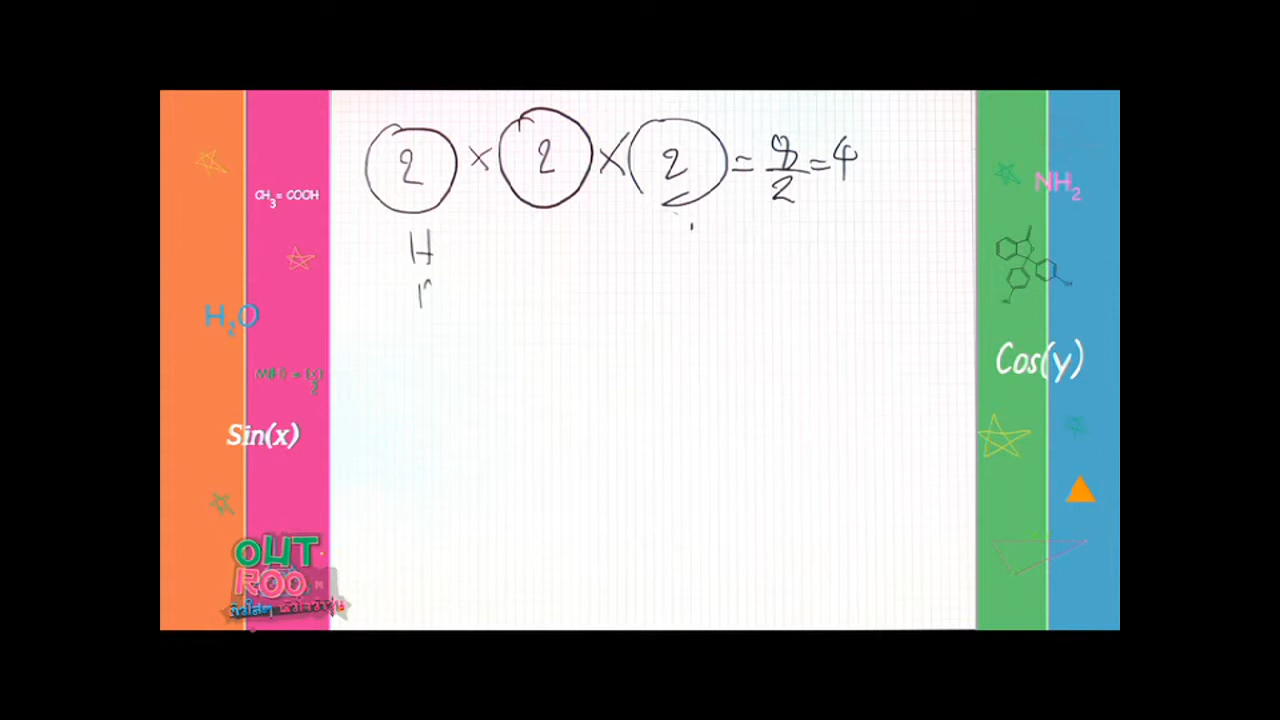 2 × 2 × 2 = 8/2 = 4
H
CH₃= COOH
H₂O
Sin(x)
OUT
ROO
NH₂
Cos(y)